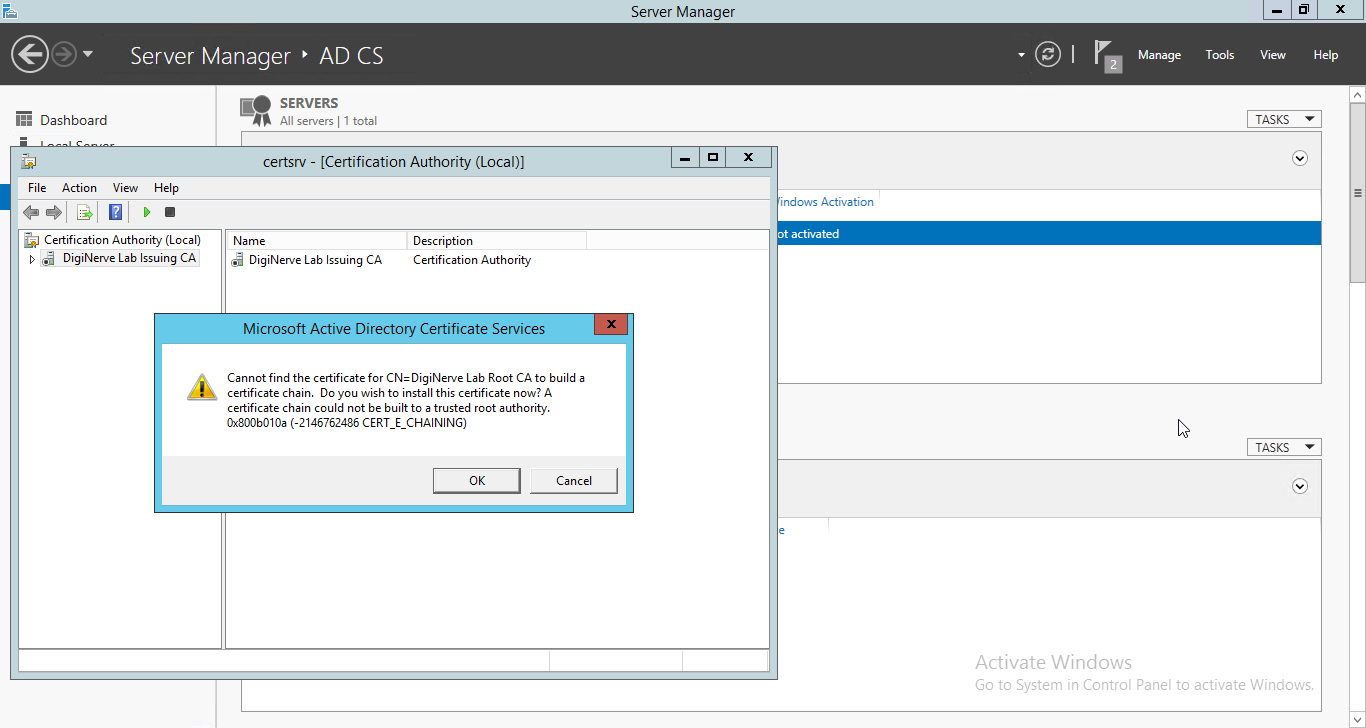 Server Manager
Server Manager ‣ AD CS
2
Manage
Tools
View
Help
Dashboard
Local Server
SERVERS
All servers | 1 total
TASKS
Windows Activation
ot activated
certsrv - [Certification Authority (Local)]
File
Action
View
Help
Certification Authority (Local)
DigiNerve Lab Issuing CA
Name
Description
DigiNerve Lab Issuing CA
Certification Authority
Microsoft Active Directory Certificate Services
Cannot find the certificate for CN=DigiNerve Lab Root CA to build a
certificate chain. Do you wish to install this certificate now? A
certificate chain could not be built to a trusted root authority.
0x800b010a (-2146762486 CERT_E_CHAINING)
OK
Cancel
TASKS
e
Activate Windows
Go to System in Control Panel to activate Windows.